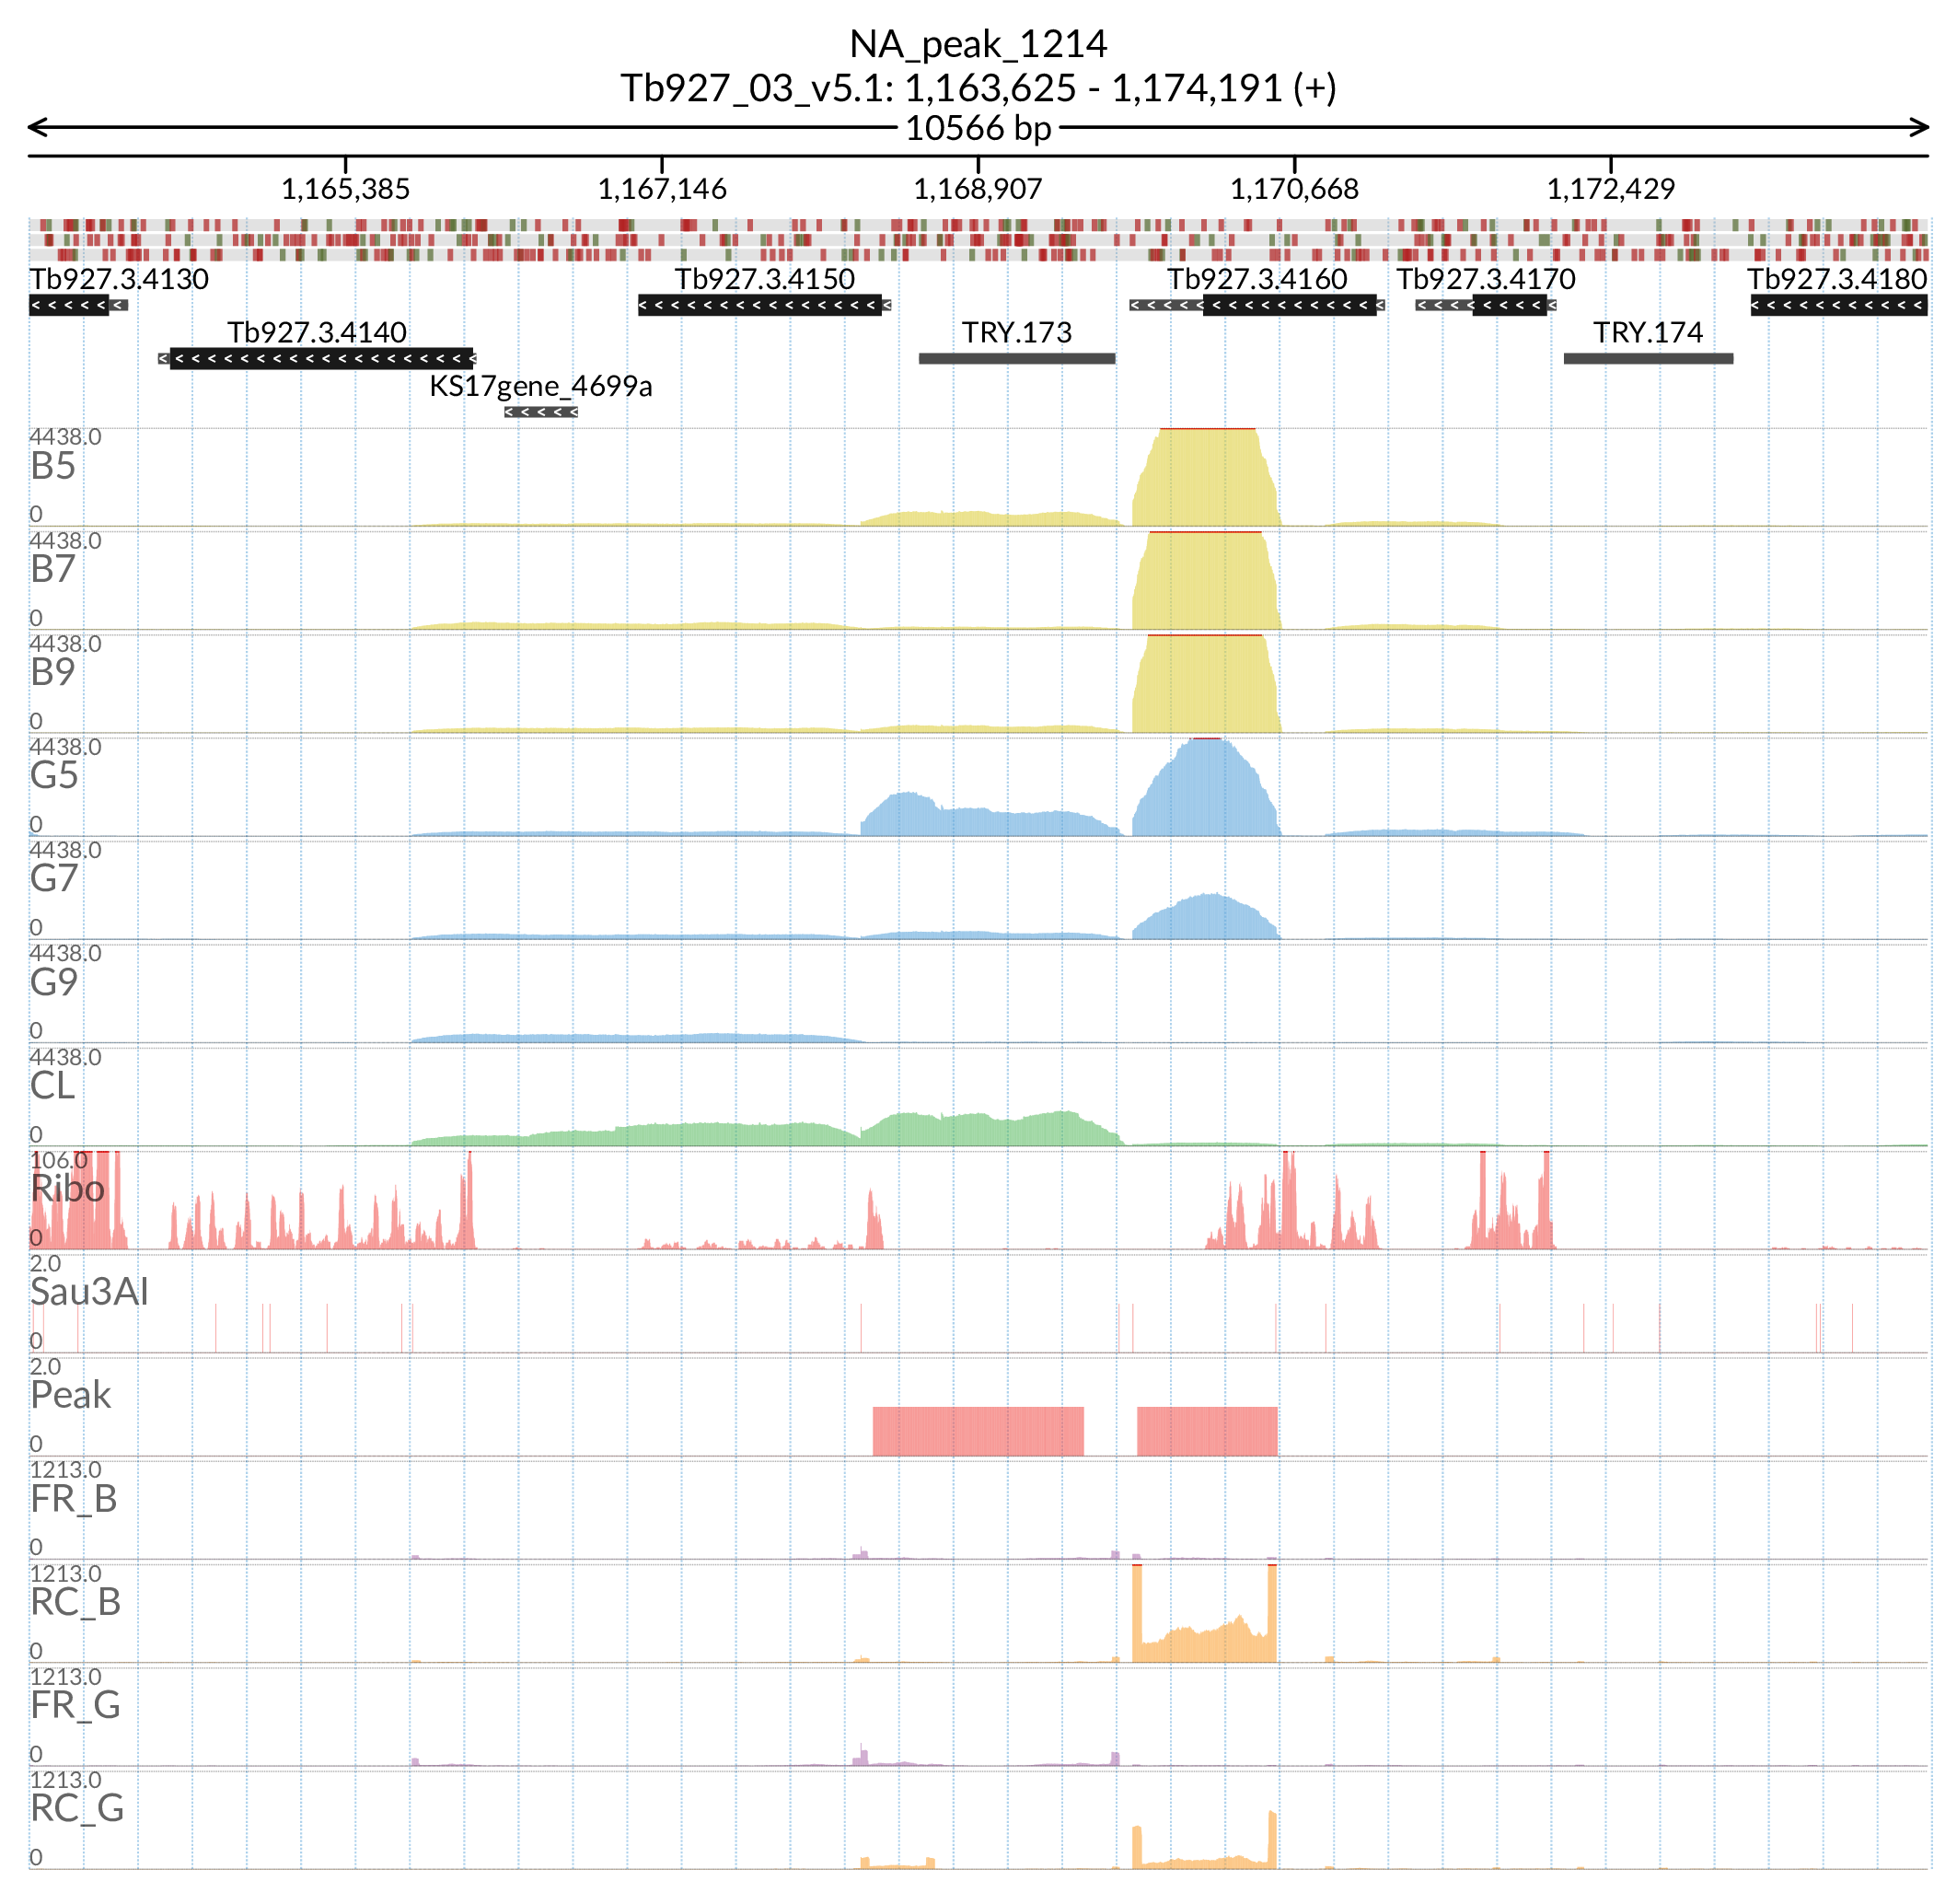 NA_peak_1214
Tb927_03_v5.1: 1,163,625 - 1,174,191 (+)
10566 bp
1,165,385 1,167,146 1,168,907 1,170,668 1,172,429
Tb927.3.4130 Tb927.3.4150 Tb927.3.4160 Tb927.3.4170 Tb927.3.4180
Tb927.3.4140 TRY.173 TRY.174
KS17gene_4699a
4438.0
B5
0
4438.0
B7
0
4438.0
B9
0
4438.0
G5
0
4438.0
G7
0
4438.0
G9
0
4438.0
CL
0
106.0
Ribo
0
2.0
Sau3AI
0
2.0
Peak
0
1213.0
FR_B
0
1213.0
RC_B
0
1213.0
FR_G
0
1213.0
RC_G
0